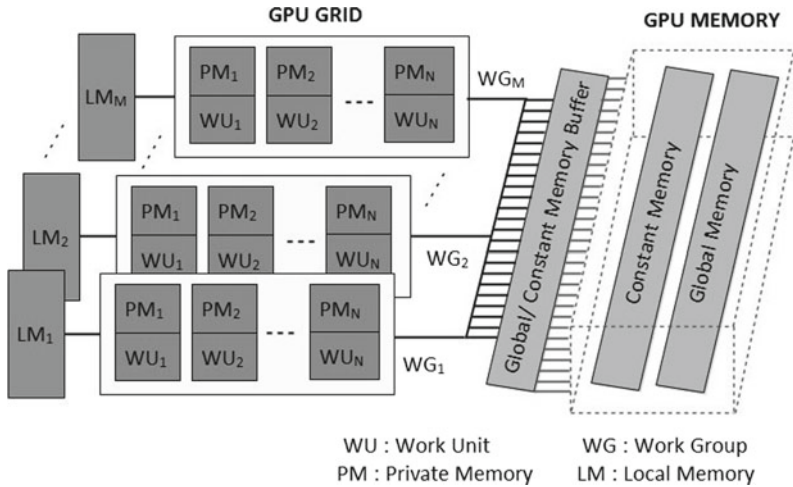 GPU GRID
GPU MEMORY
LM_M
PM_1 PM_2 PM_N
WU_1 WU_2 WU_N
WG_M
LM_2
PM_1 PM_2 PM_N
WU_1 WU_2 WU_N
WG_2
LM_1
PM_1 PM_2 PM_N
WU_1 WU_2 WU_N
WG_1
Global/Constant Memory Buffer
Constant Memory
Global Memory
WU : Work Unit
WG : Work Group
PM : Private Memory
LM : Local Memory